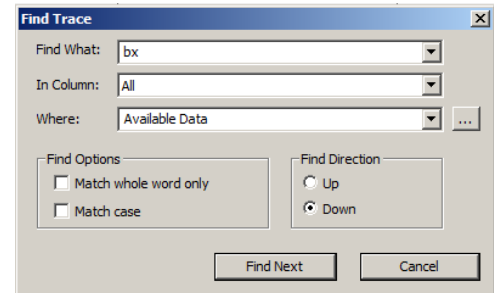 Find Trace
Find What: bx
In Column: All
Where: Available Data ...
Find Options Find Direction
Match whole word only Up
Match case Down
Find Next Cancel